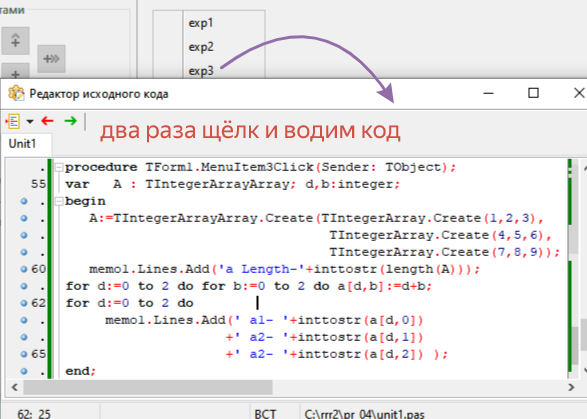 тами
exp1
exp2
exp3
Редактор исходного кода
два раза щёлк и водим код
Unit1
. procedure TForm1.MenuItem3Click(Sender: TObject);
55 var   A : TIntegerArrayArray; d,b:integer;
. begin
.    A:=TIntegerArrayArray.Create(TIntegerArray.Create(1,2,3),
.                                 TIntegerArray.Create(4,5,6),
.                                 TIntegerArray.Create(7,8,9));
60    memo1.Lines.Add('a Length-'+inttostr(length(A)));
. for d:=0 to 2 do for b:=0 to 2 do a[d,b]:=d+b;
62 for d:=0 to 2 do
.      memo1.Lines.Add(' a1- '+inttostr(a[d,0])
.                     +' a2- '+inttostr(a[d,1])
65                     +' a2- '+inttostr(a[d,2]) );
. end;
62: 25 ВСТ C:\rrr2\pr_04\unit1.pas